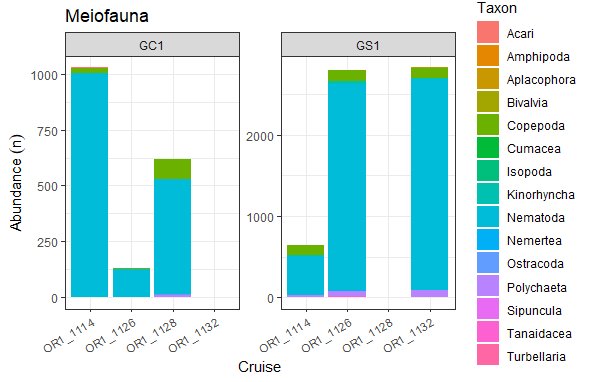 Meiofauna
GC1
GS1
Abundance (n)
1000
750
500
250
0
2000
1000
0
OR1_1114
OR1_1126
OR1_1128
OR1_1132
OR1_1114
OR1_1126
OR1_1128
OR1_1132
Cruise
Taxon
Acari
Amphipoda
Aplacophora
Bivalvia
Copepoda
Cumacea
Isopoda
Kinorhyncha
Nematoda
Nemertea
Ostracoda
Polychaeta
Sipuncula
Tanaidacea
Turbellaria